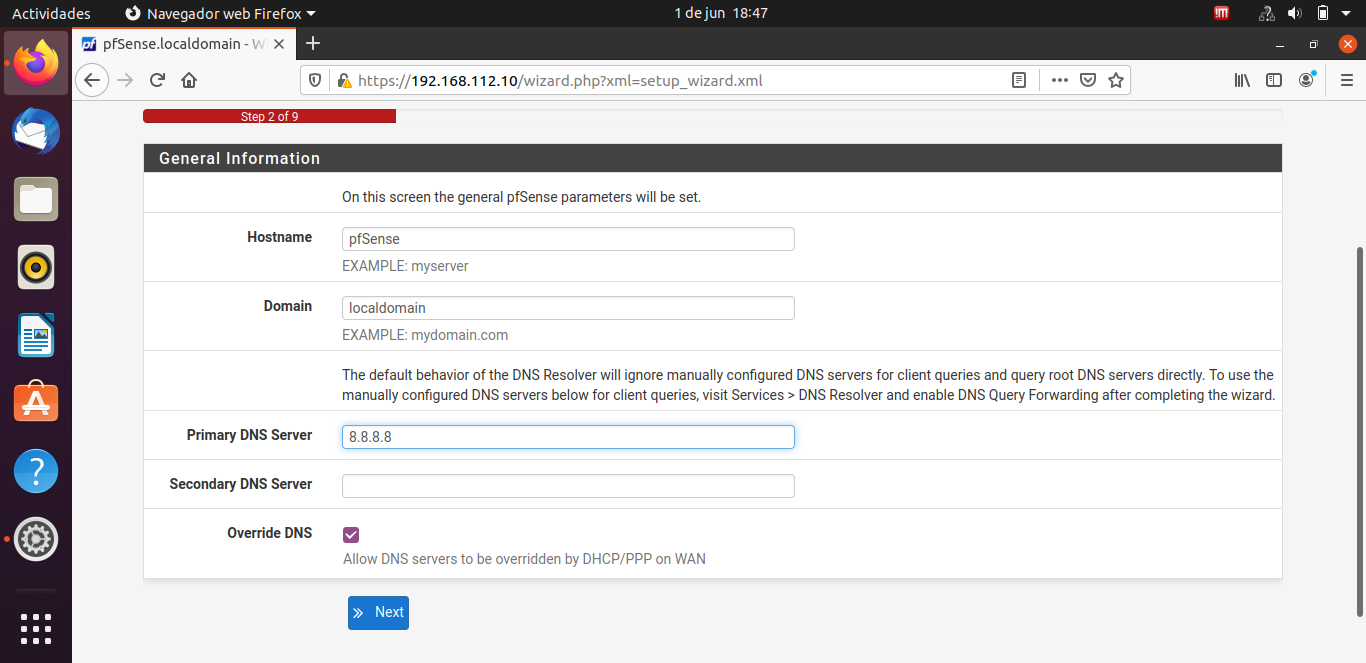 Actividades
Navegador web Firefox
1 de jun 18:47
pfSense.localdomain - W
https://192.168.112.10/wizard.php?xml=setup_wizard.xml
Step 2 of 9
General Information
On this screen the general pfSense parameters will be set.
Hostname
pfSense
EXAMPLE: myserver
Domain
localdomain
EXAMPLE: mydomain.com
The default behavior of the DNS Resolver will ignore manually configured DNS servers for client queries and query root DNS servers directly. To use the
manually configured DNS servers below for client queries, visit Services > DNS Resolver and enable DNS Query Forwarding after completing the wizard.
Primary DNS Server
8.8.8.8
Secondary DNS Server
Override DNS
Allow DNS servers to be overridden by DHCP/PPP on WAN
Next